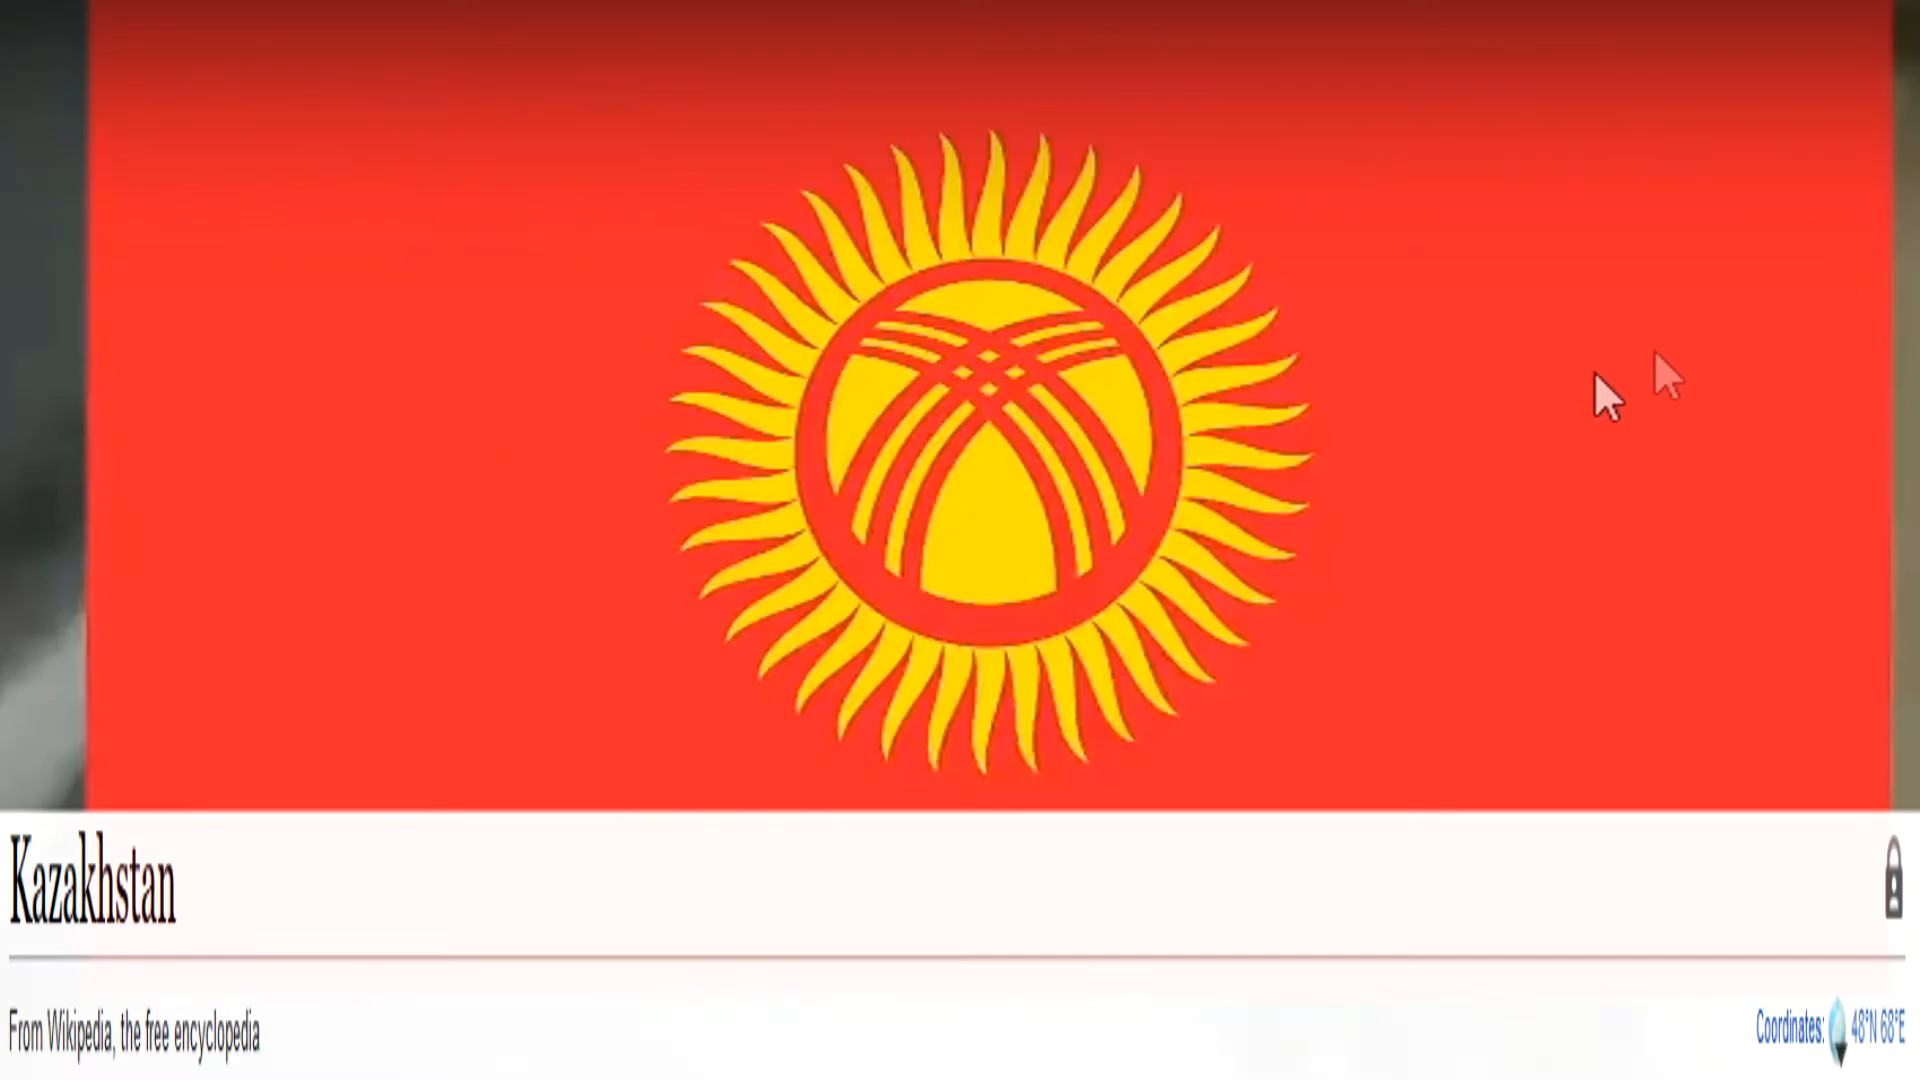 Kazakhstan
From Wikipedia, the free encyclopedia
Coordinates: 48°N 68°E